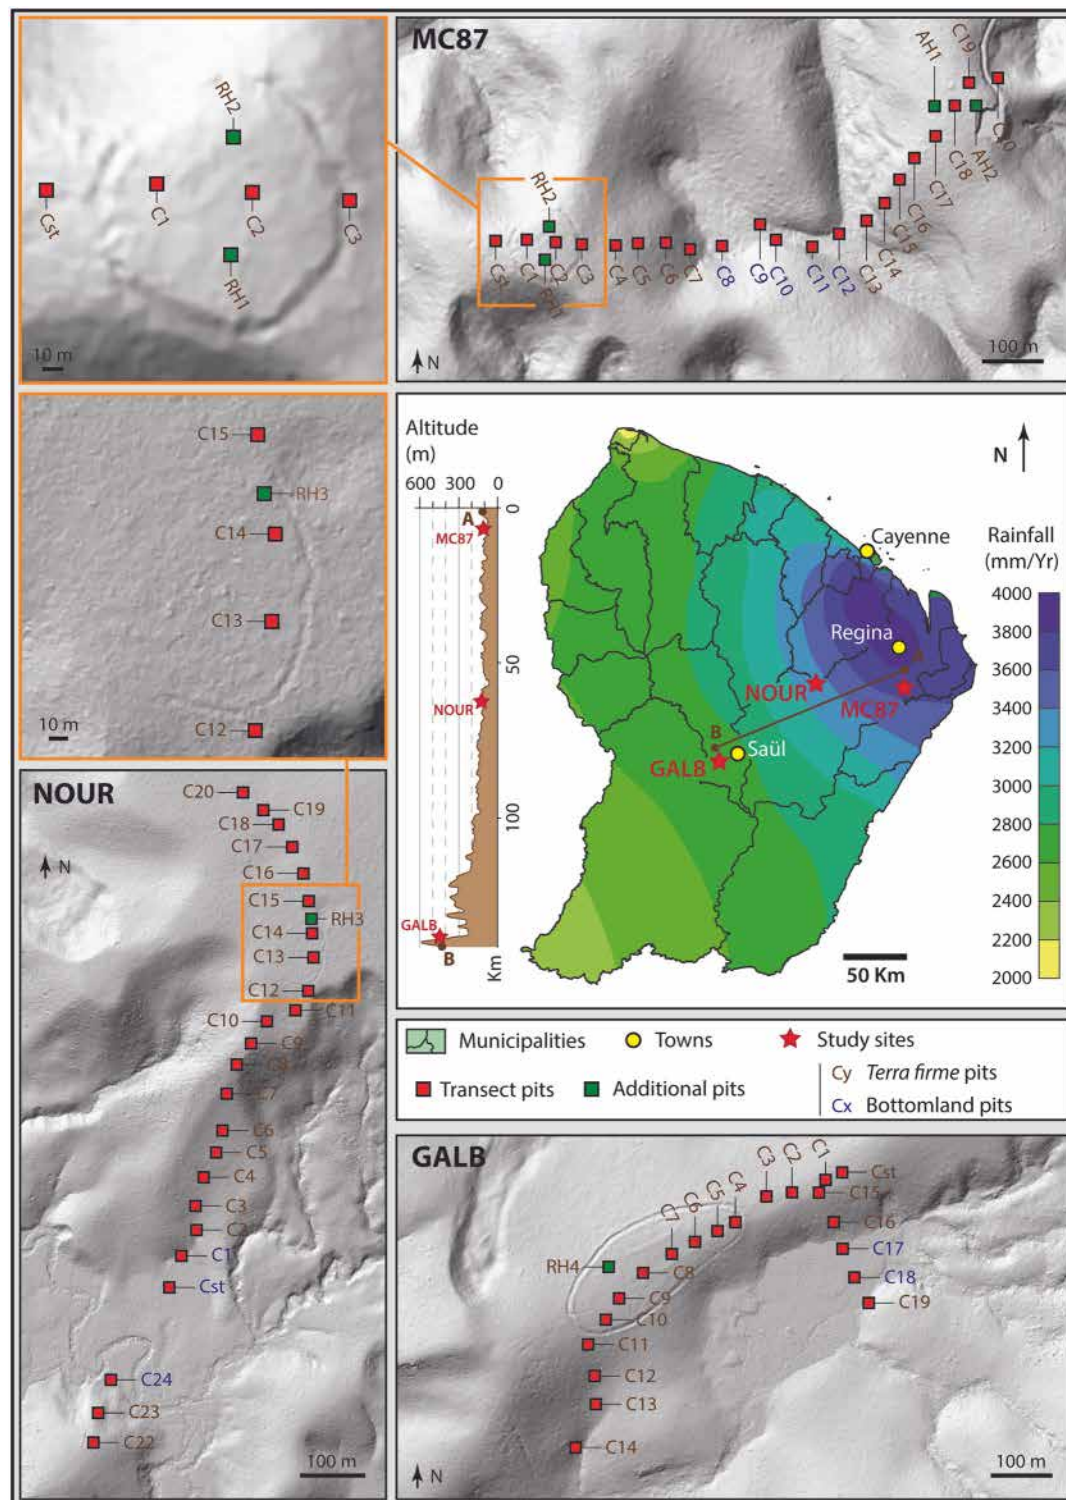 RH2
Cst
C1
C2
C3
RH1
10 m
MC87
C19
AH1
C20
AH2
C18
C17
C16
C15
C14
C13
C12
C11
C10
C9
C8
C7
C6
C5
C4
C3
C2
C1
Cst
RH2
RH1
N
100 m
C15
RH3
C14
C13
C12
10 m
Altitude
(m)
600
300
0
0
A
MC87
50
NOUR
100
GALB
B
Km
N
Cayenne
Regina
A
NOUR
MC87
B
Saül
GALB
50 Km
Rainfall
(mm/Yr)
4000
3800
3600
3400
3200
3000
2800
2600
2400
2200
2000
NOUR
N
C20
C19
C18
C17
C16
C15
RH3
C14
C13
C12
C11
C10
C9
C8
C7
C6
C5
C4
C3
C2
C1
Cst
C24
C23
C22
100 m
Municipalities
Towns
Study sites
Transect pits
Additional pits
Cy Terra firme pits
Cx Bottomland pits
GALB
C1
C2
C3
C4
C5
C6
C7
Cst
C15
C16
C17
C18
C19
RH4
C8
C9
C10
C11
C12
C13
C14
N
100 m